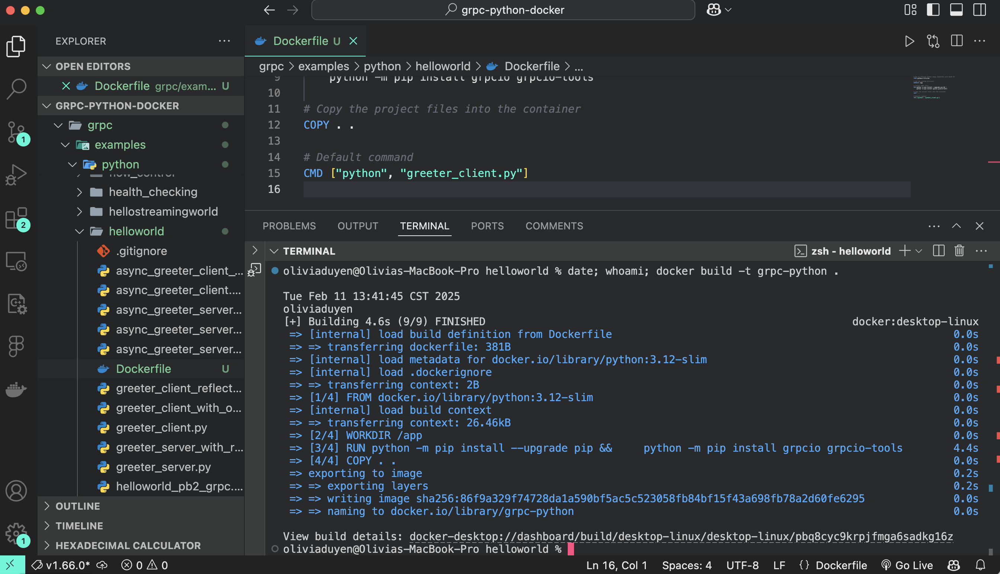 grpc-python-docker
EXPLORER
OPEN EDITORS
Dockerfile grpc/exam... U
GRPC-PYTHON-DOCKER
grpc
examples
python
health_checking
hellostreamingworld
helloworld
.gitignore
async_greeter_client_...
async_greeter_client....
async_greeter_server...
async_greeter_server...
async_greeter_server...
Dockerfile U
greeter_client_reflect...
greeter_client_with_o...
greeter_client.py
greeter_server_with_r...
greeter_server.py
helloworld_pb2_grpc....
OUTLINE
TIMELINE
HEXADECIMAL CALCULATOR
1
2
1
Dockerfile U
grpc > examples > python > helloworld > Dockerfile > ...
9 python -m pip install grpcio grpcio-tools
10
11 # Copy the project files into the container
12 COPY . .
13
14 # Default command
15 CMD ["python", "greeter_client.py"]
16
PROBLEMS OUTPUT TERMINAL PORTS COMMENTS
TERMINAL zsh - helloworld
oliviaduyen@Olivias-MacBook-Pro helloworld % date; whoami; docker build -t grpc-python .
Tue Feb 11 13:41:45 CST 2025
oliviaduyen
[+] Building 4.6s (9/9) FINISHED docker:desktop-linux
=> [internal] load build definition from Dockerfile 0.0s
=> => transferring dockerfile: 381B 0.0s
=> [internal] load metadata for docker.io/library/python:3.12-slim 0.0s
=> [internal] load .dockerignore 0.0s
=> => transferring context: 2B 0.0s
=> [1/4] FROM docker.io/library/python:3.12-slim 0.0s
=> [internal] load build context 0.0s
=> => transferring context: 26.46kB 0.0s
=> [2/4] WORKDIR /app 0.0s
=> [3/4] RUN python -m pip install --upgrade pip && python -m pip install grpcio grpcio-tools 4.4s
=> [4/4] COPY . . 0.0s
=> exporting to image 0.2s
=> => exporting layers 0.2s
=> => writing image sha256:86f9a329f74728da1a590bf5ac5c523058fb84bf15f43a698fb78a2d60fe6295 0.0s
=> => naming to docker.io/library/grpc-python 0.0s
View build details: docker-desktop://dashboard/build/desktop-linux/desktop-linux/pbq8cyc9krpjfmga6sadkg16z
oliviaduyen@Olivias-MacBook-Pro helloworld %
v1.66.0* 0 0 Ln 16, Col 1 Spaces: 4 UTF-8 LF {} Dockerfile Go Live